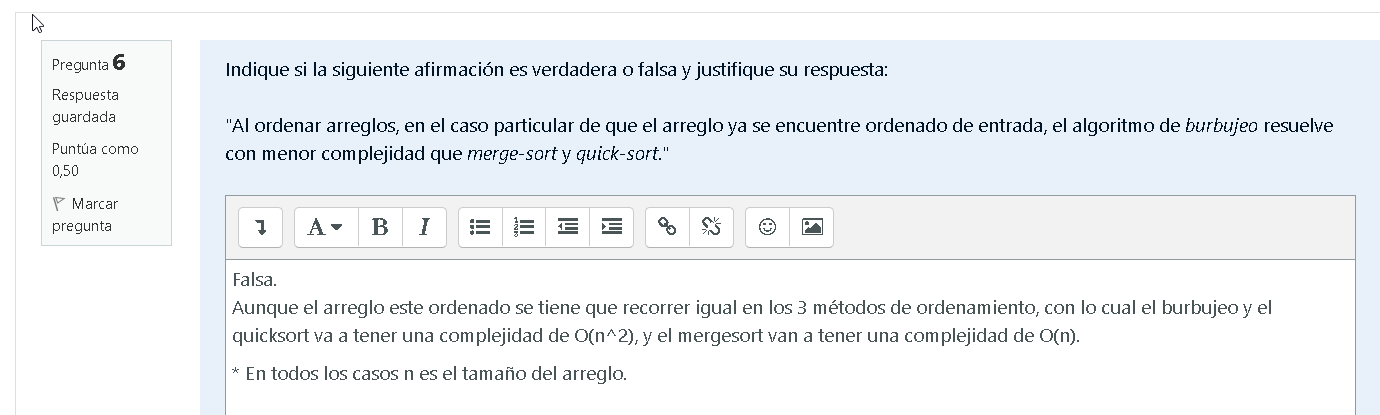 Pregunta 6
Respuesta
guardada
Puntúa como
0,50
Marcar
pregunta
Indique si la siguiente afirmación es verdadera o falsa y justifique su respuesta:
"Al ordenar arreglos, en el caso particular de que el arreglo ya se encuentre ordenado de entrada, el algoritmo de burbujeo resuelve
con menor complejidad que merge-sort y quick-sort."
A B I
Falsa.
Aunque el arreglo este ordenado se tiene que recorrer igual en los 3 métodos de ordenamiento, con lo cual el burbujeo y el
quicksort va a tener una complejidad de O(n^2), y el mergesort van a tener una complejidad de O(n).
* En todos los casos n es el tamaño del arreglo.